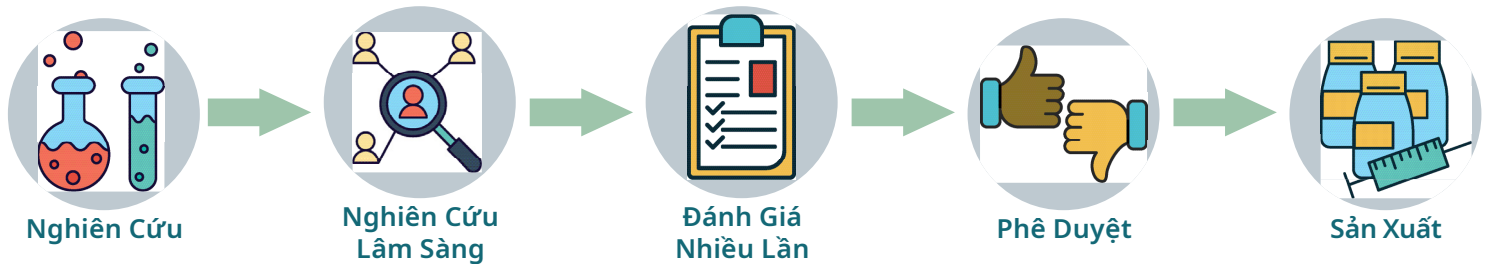 Nghiên Cứu
Nghiên Cứu
Lâm Sàng
Đánh Giá
Nhiều Lần
Phê Duyệt
Sản Xuất